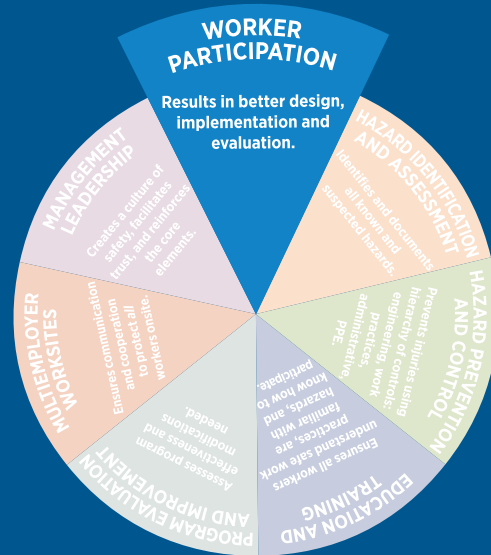 WORKER
PARTICIPATION
Results in better design,
implementation and
evaluation.
HAZARD IDENTIFICATION
AND ASSESSMENT
Identifies and documents
all known and
suspected hazards.
HAZARD PREVENTION
AND CONTROL
Prevents injuries using
hierarchy of controls:
engineering, work
practices,
administrative,
PPE.
EDUCATION AND
TRAINING
Ensures all workers
understand safe work
practices, are
familiar with
hazards, and
know how to
participate.
PROGRAM EVALUATION
AND IMPROVEMENT
Assesses program
effectiveness and
modifications
needed.
MULTIEMPLOYER
WORKSITES
Ensures communication
and cooperation
to protect all
workers onsite.
MANAGEMENT
LEADERSHIP
Creates a culture of
safety, facilitates
trust, and reinforces
the core
elements.